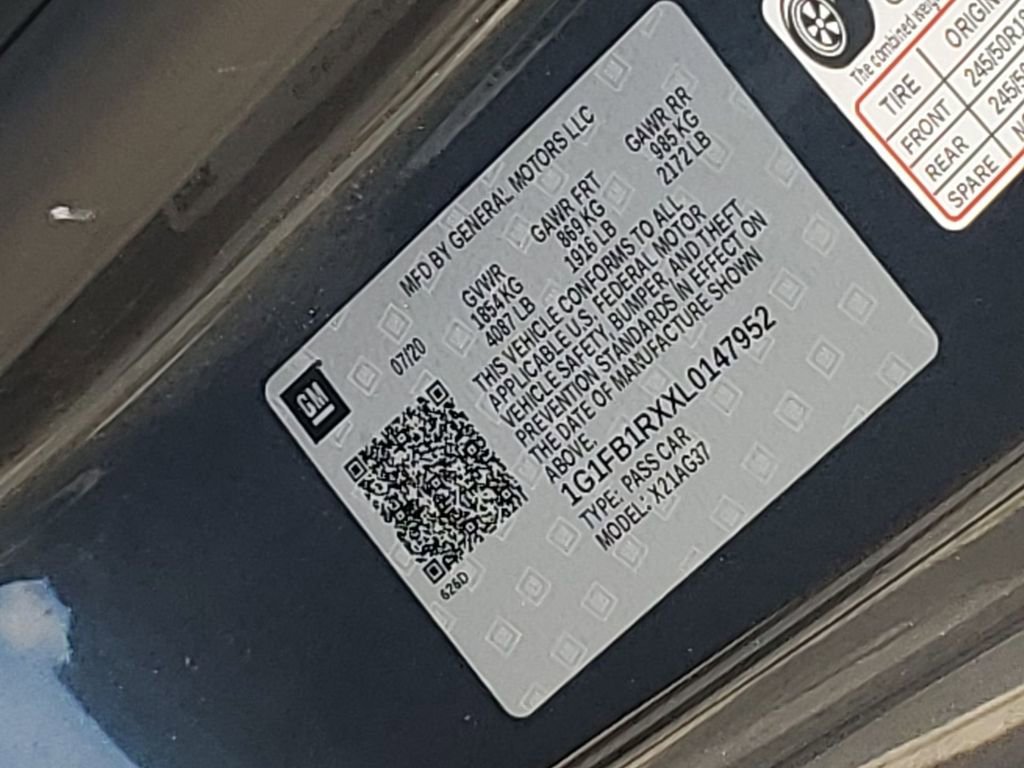 GM
MFD BY GENERAL MOTORS LLC
07/20
GVWR
1854KG
4087 LB
GAWR FRT
869 KG
1916 LB
GAWR RR
985 KG
2172 LB
THIS VEHICLE CONFORMS TO ALL
APPLICABLE U.S. FEDERAL MOTOR
VEHICLE SAFETY, BUMPER, AND THEFT
PREVENTION STANDARDS IN EFFECT ON
THE DATE OF MANUFACTURE SHOWN
ABOVE.
1G1FB1RXXL0147952
TYPE: PASS CAR
MODEL: X21AG37
626D
The combined
TIRE
FRONT
REAR
SPARE